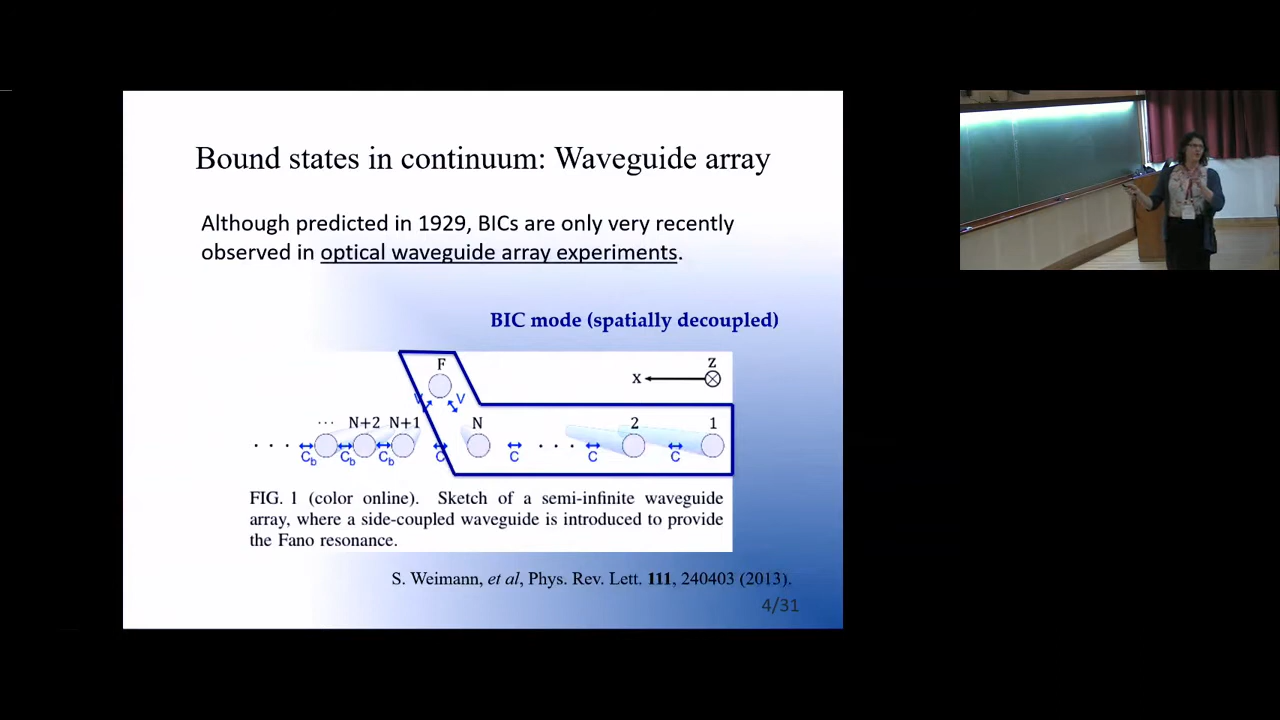 Bound states in continuum: Waveguide array
Although predicted in 1929, BICs are only very recently
observed in optical waveguide array experiments.
BIC mode (spatially decoupled)
F
Z
X
V
V
··· N+2 N+1 N 2 1
··· C_b C_b C_b C C ··· C C
FIG. 1 (color online). Sketch of a semi-infinite waveguide
array, where a side-coupled waveguide is introduced to provide
the Fano resonance.
S. Weimann, et al, Phys. Rev. Lett. 111, 240403 (2013).
4/31